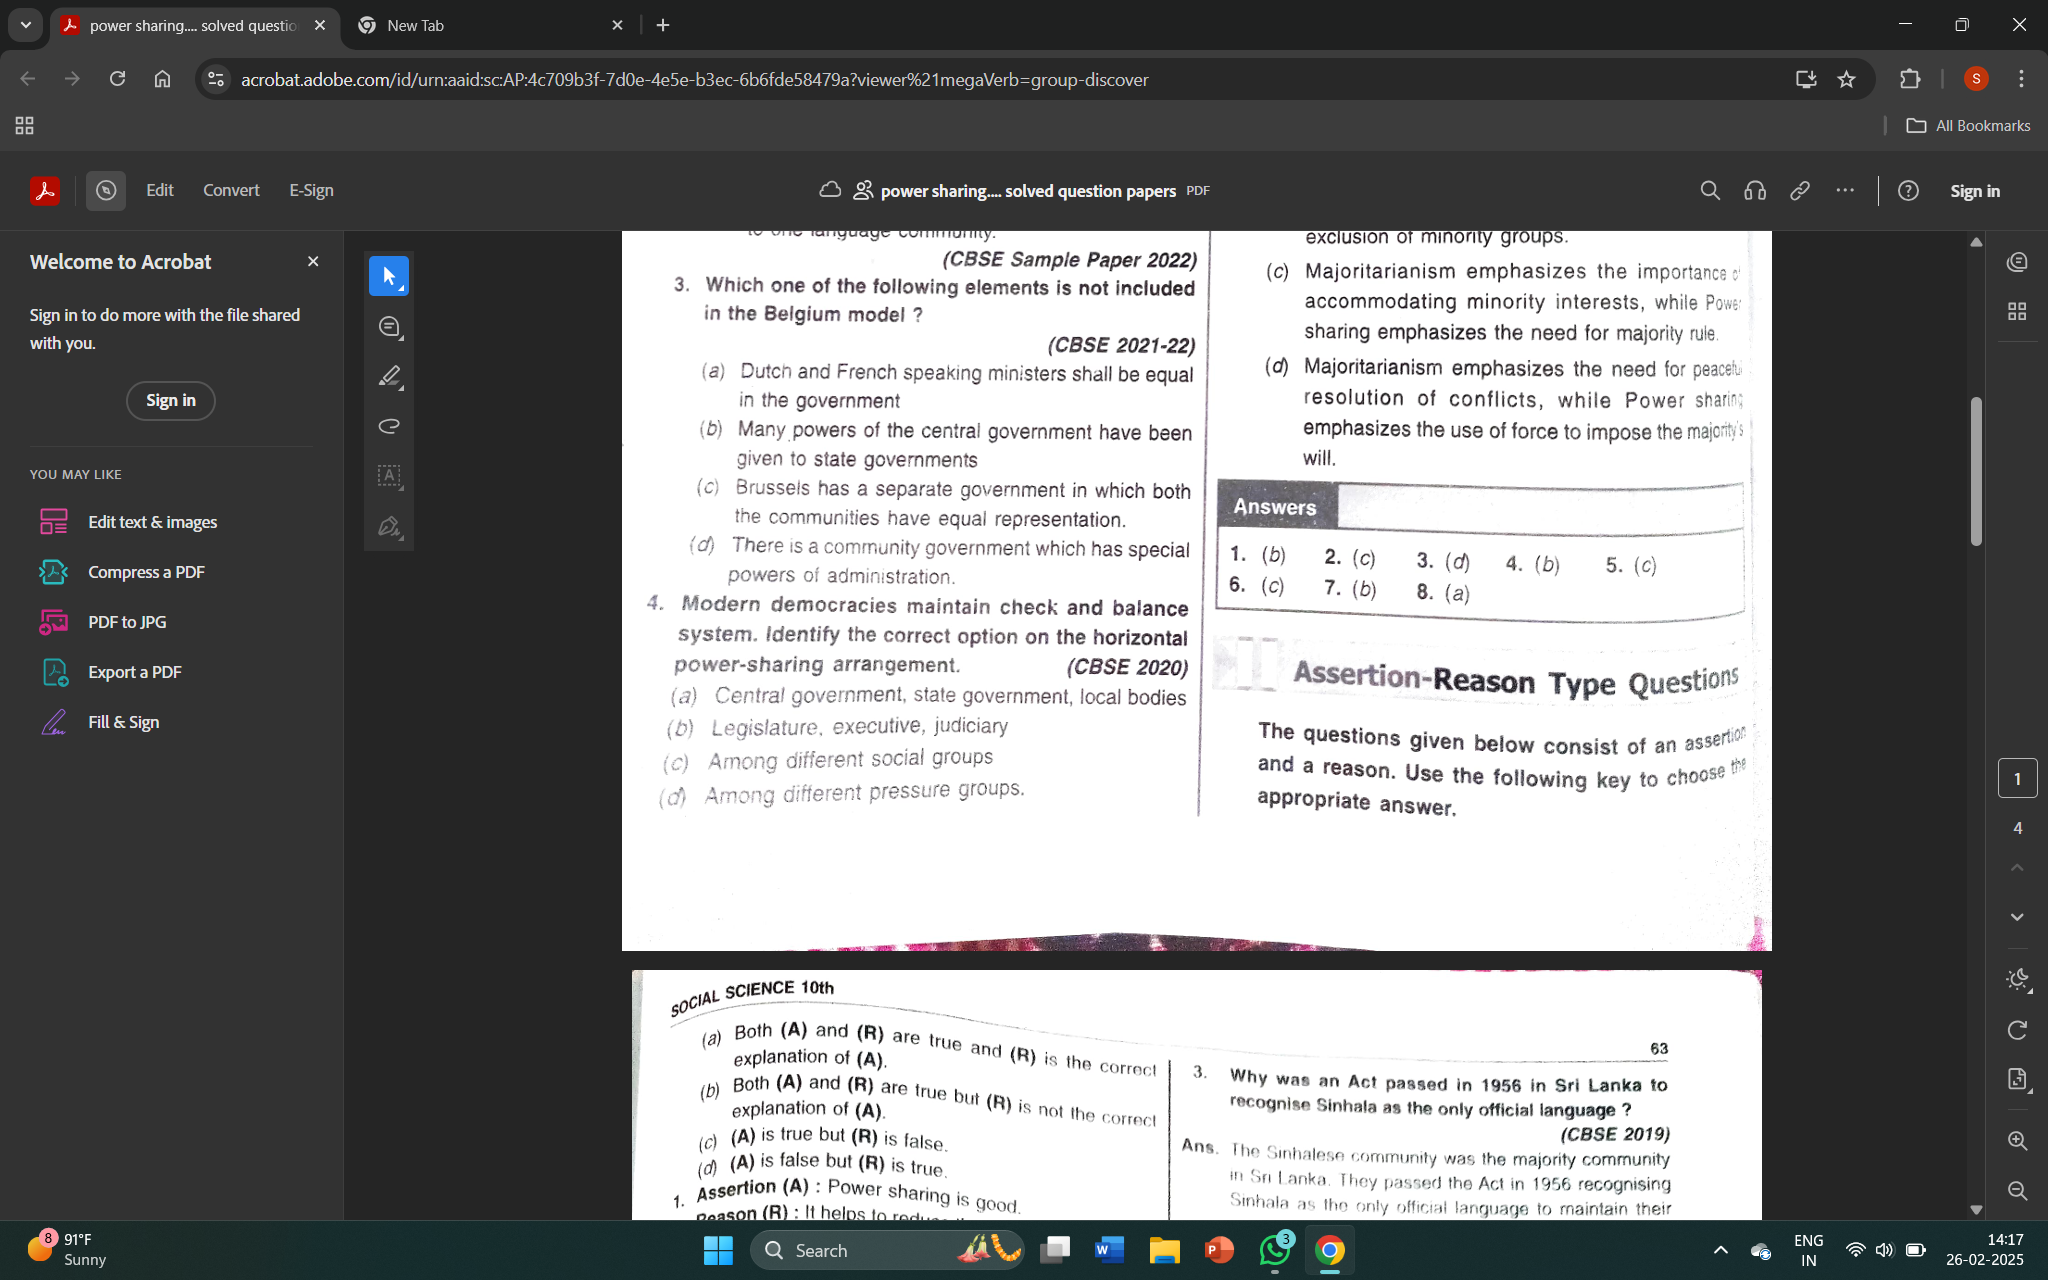 power sharing.... solved questio
New Tab
acrobat.adobe.com/id/urn:aaid:sc:AP:4c709b3f-7d0e-4e5e-b3ec-6b6fde58479a?viewer%21megaVerb=group-discover
S
All Bookmarks
Edit
Convert
E-Sign
power sharing.... solved question papers PDF
Sign in
Welcome to Acrobat
Sign in to do more with the file shared
with you.
Sign in
YOU MAY LIKE
Edit text & images
Compress a PDF
PDF to JPG
Export a PDF
Fill & Sign
to one language community.
(CBSE Sample Paper 2022)
3. Which one of the following elements is not included
in the Belgium model ?
(CBSE 2021-22)
(a) Dutch and French speaking ministers shall be equal
in the government
(b) Many powers of the central government have been
given to state governments
(c) Brussels has a separate government in which both
the communities have equal representation.
(d) There is a community government which has special
powers of administration.
4. Modern democracies maintain check and balance
system. Identify the correct option on the horizontal
power-sharing arrangement. (CBSE 2020)
(a) Central government, state government, local bodies
(b) Legislature, executive, judiciary
(c) Among different social groups
(d) Among different pressure groups.
exclusion of minority groups.
(c) Majoritarianism emphasizes the importance
accommodating minority interests, while Power
sharing emphasizes the need for majority rule.
(d) Majoritarianism emphasizes the need for peaceful
resolution of conflicts, while Power sharing
emphasizes the use of force to impose the majority's
will.
Answers
1. (b) 2. (c) 3. (d) 4. (b) 5. (c)
6. (c) 7. (b) 8. (a)
Assertion-Reason Type Questions
The questions given below consist of an assertion
and a reason. Use the following key to choose the
appropriate answer.
SOCIAL SCIENCE 10th
63
(a) Both (A) and (R) are true and (R) is the correct
explanation of (A).
(b) Both (A) and (R) are true but (R) is not the correct
explanation of (A).
(c) (A) is true but (R) is false.
(d) (A) is false but (R) is true.
1. Assertion (A) : Power sharing is good.
Reason (R) : It helps to
3. Why was an Act passed in 1956 in Sri Lanka to
recognise Sinhala as the only official language ?
(CBSE 2019)
Ans. The Sinhalese community was the majority community
in Sri Lanka. They passed the Act in 1956 recognising
Sinhala as the only official language to maintain their
1
4
8
91°F
Sunny
Search
3
ENG
IN
14:17
26-02-2025